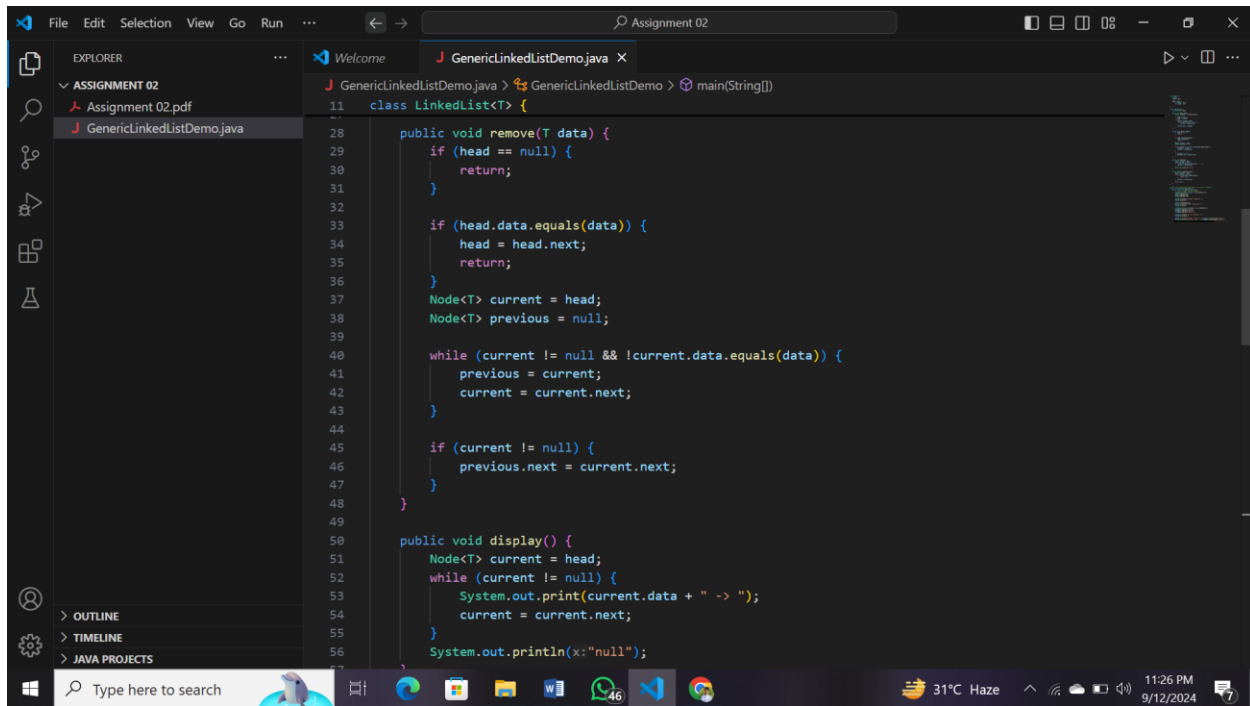 File Edit Selection View Go Run ··· Assignment 02
EXPLORER ···
ASSIGNMENT 02
Assignment 02.pdf
J GenericLinkedListDemo.java
OUTLINE
TIMELINE
JAVA PROJECTS
Welcome J GenericLinkedListDemo.java
J GenericLinkedListDemo.java > GenericLinkedListDemo > main(String[])
11 class LinkedList<T> {
28 public void remove(T data) {
29 if (head == null) {
30 return;
31 }
32
33 if (head.data.equals(data)) {
34 head = head.next;
35 return;
36 }
37 Node<T> current = head;
38 Node<T> previous = null;
39
40 while (current != null && !current.data.equals(data)) {
41 previous = current;
42 current = current.next;
43 }
44
45 if (current != null) {
46 previous.next = current.next;
47 }
48 }
49
50 public void display() {
51 Node<T> current = head;
52 while (current != null) {
53 System.out.print(current.data + " -> ");
54 current = current.next;
55 }
56 System.out.println(x:"null");
Type here to search 46 31°C Haze 11:26 PM
9/12/2024 7